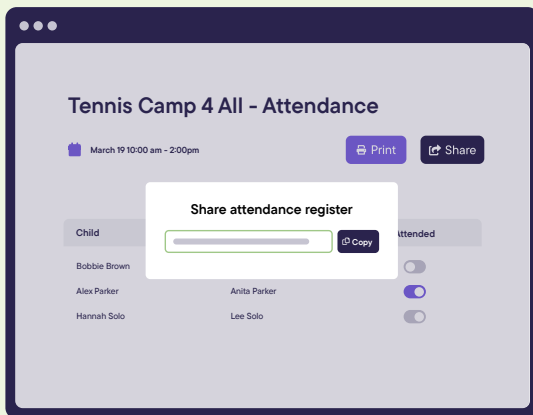 Tennis Camp 4 All - Attendance
March 19 10:00 am - 2:00pm
Print
Share
Share attendance register
Copy
Child
Attended
Bobbie Brown
Alex Parker
Anita Parker
Hannah Solo
Lee Solo